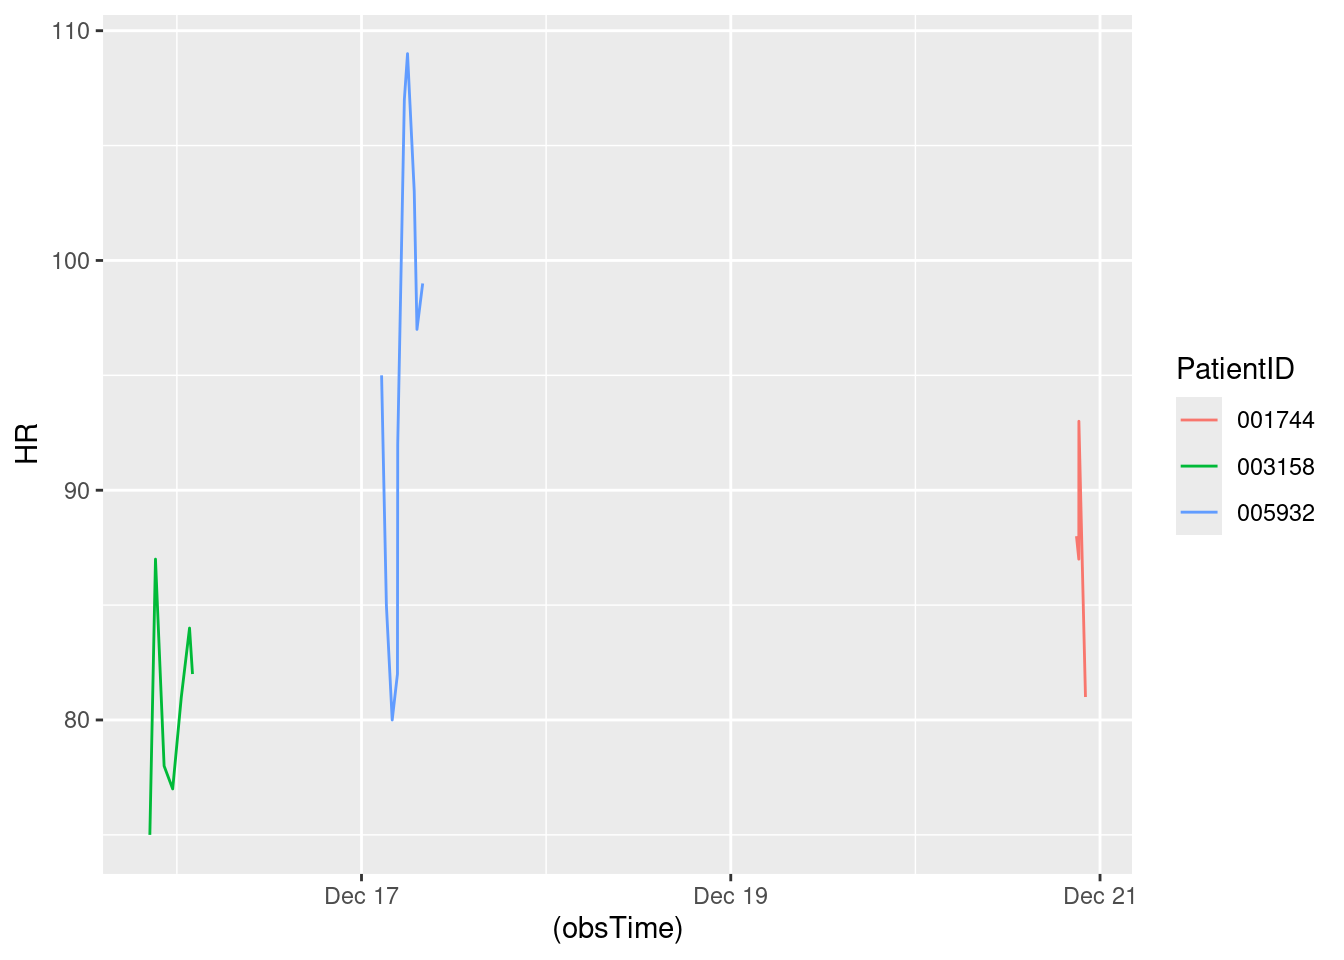 110
100
90
80
HR
Dec 17
Dec 19
Dec 21
(obsTime)
PatientID
001744
003158
005932